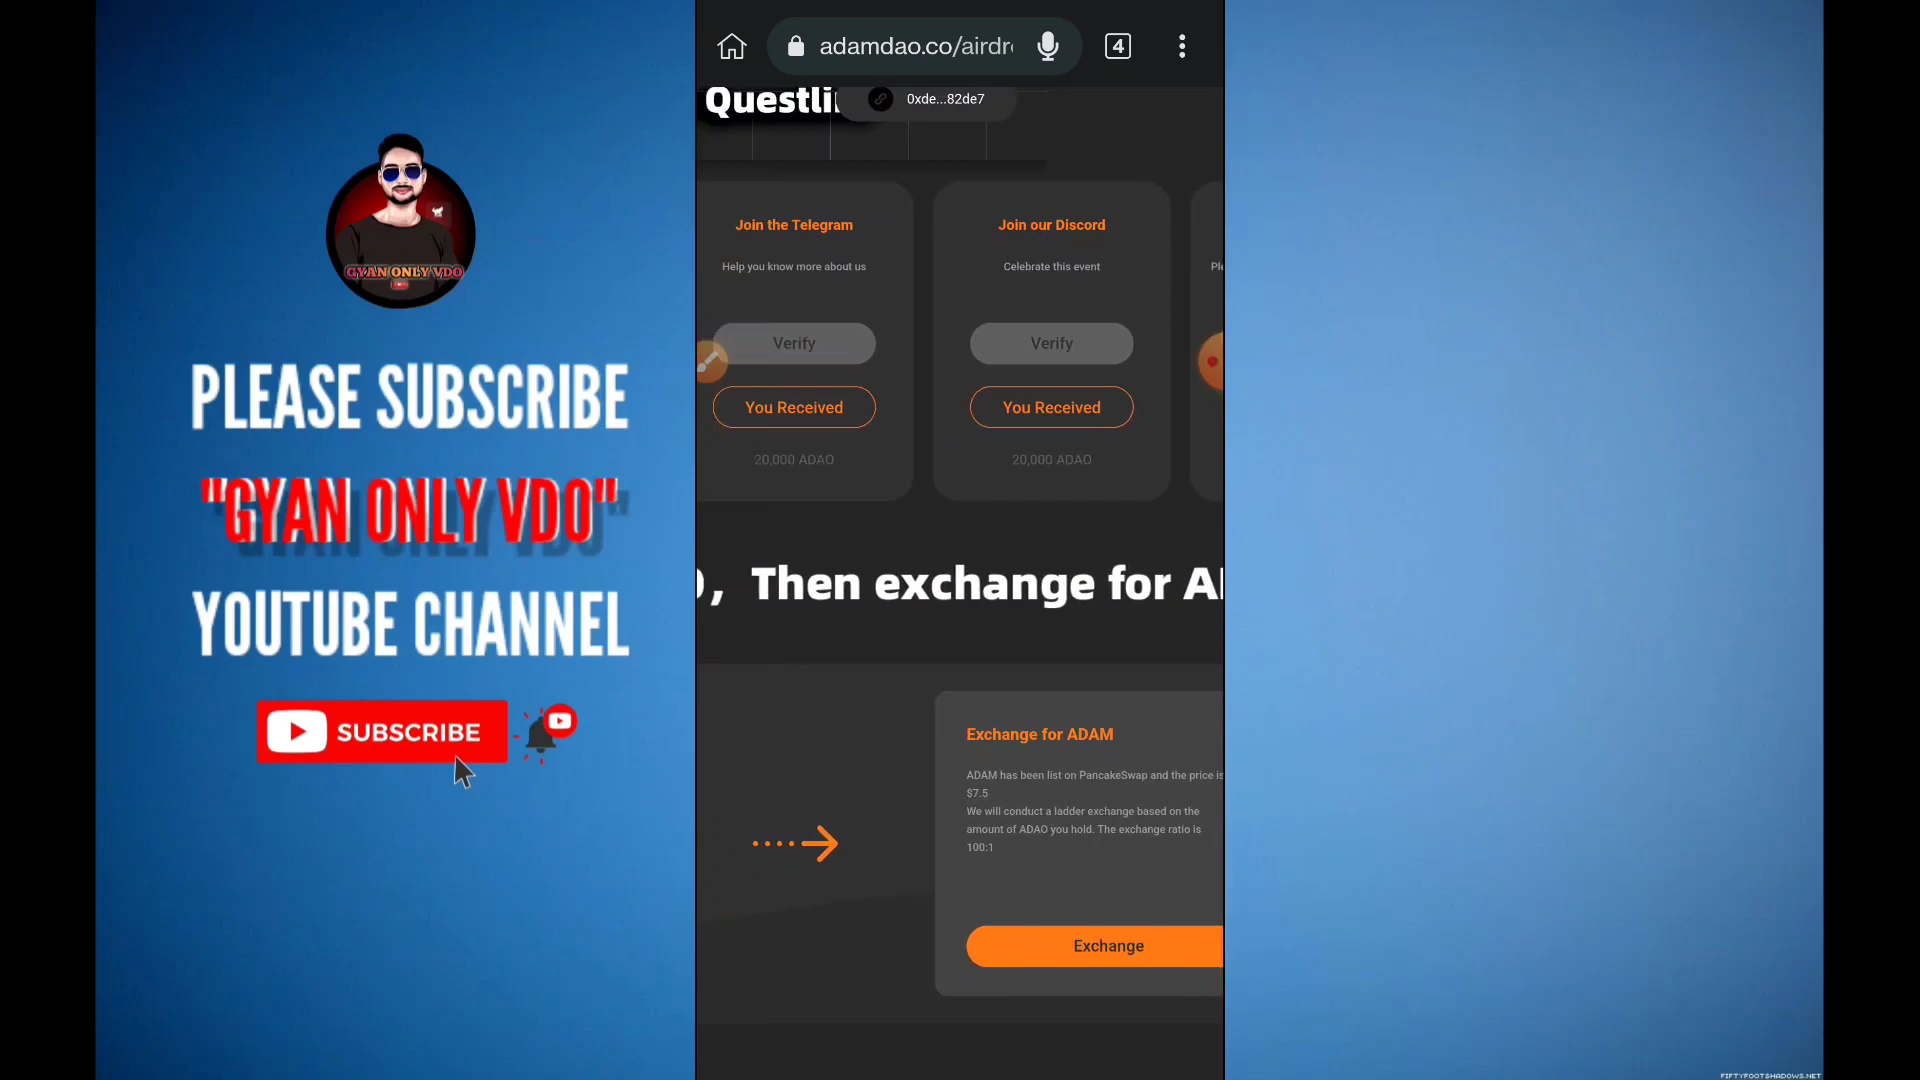 GYAN ONLY VDO
PLEASE SUBSCRIBE
"GYAN ONLY VDO"
YOUTUBE CHANNEL
SUBSCRIBE
adamdao.co/airdr
4
Questli
0xde...82de7
Join the Telegram
Help you know more about us
Verify
You Received
20,000 ADAO
Join our Discord
Celebrate this event
Verify
You Received
20,000 ADAO
Ple
, Then exchange for A
Exchange for ADAM
ADAM has been list on PancakeSwap and the price is
$7.5
We will conduct a ladder exchange based on the
amount of ADAO you hold. The exchange ratio is
100:1
Exchange
FIFTYFOOTSHADOWS.NET